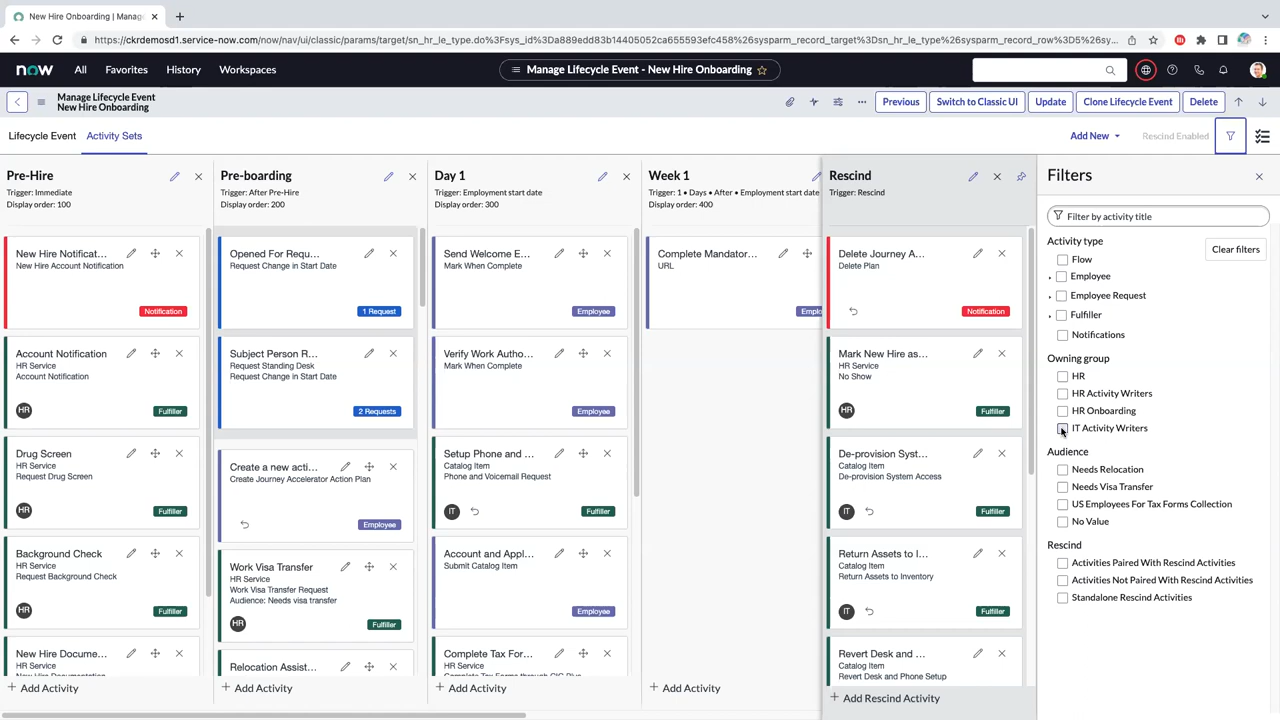 New Hire Onboarding | Manage
https://ckrdemosd1.service-now.com/now/nav/ui/classic/params/target/sn_hr_le_type.do%3Fsys_id%3Da889edd83b14405052ca655593efc458%26sysparm_record_target%3Dsn_hr_le_type%26sysparm_record_row%3D5%26sy...
now
All
Favorites
History
Workspaces
Manage Lifecycle Event - New Hire Onboarding
Manage Lifecycle Event
New Hire Onboarding
Previous
Switch to Classic UI
Update
Clone Lifecycle Event
Delete
Lifecycle Event
Activity Sets
Add New
Rescind Enabled
Pre-Hire
Trigger: Immediate
Display order: 100
New Hire Notificat...
New Hire Account Notification
Notification
Account Notification
HR Service
Account Notification
HR
Fulfiller
Drug Screen
HR Service
Request Drug Screen
HR
Fulfiller
Background Check
HR Service
Request Background Check
HR
Fulfiller
New Hire Docume...
HR Service
New Hire Documentation
+ Add Activity
Pre-boarding
Trigger: After Pre-Hire
Display order: 200
Opened For Requ...
Request Change in Start Date
1 Request
Subject Person R...
Request Standing Desk
Request Change in Start Date
2 Requests
Create a new acti...
Create Journey Accelerator Action Plan
Employee
Work Visa Transfer
HR Service
Work Visa Transfer Request
Audience: Needs visa transfer
HR
Fulfiller
Relocation Assist...
+ Add Activity
Day 1
Trigger: Employment start date
Display order: 300
Send Welcome E...
Mark When Complete
Employee
Verify Work Autho...
Mark When Complete
Employee
Setup Phone and ...
Catalog Item
Phone and Voicemail Request
IT
Fulfiller
Account and Appl...
Submit Catalog Item
Employee
Complete Tax For...
HR Service
+ Add Activity
Week 1
Trigger: 1 • Days • After • Employment start date
Display order: 400
Complete Mandator...
URL
Emplo
+ Add Activity
Rescind
Trigger: Rescind
Delete Journey A...
Delete Plan
Notification
Mark New Hire as...
HR Service
No Show
HR
Fulfiller
De-provision Syst...
Catalog Item
De-provision System Access
IT
Fulfiller
Return Assets to I...
Catalog Item
Return Assets to Inventory
IT
Fulfiller
Revert Desk and ...
Catalog Item
Revert Desk and Phone Setup
+ Add Rescind Activity
Filters
Filter by activity title
Activity type
Clear filters
Flow
Employee
Employee Request
Fulfiller
Notifications
Owning group
HR
HR Activity Writers
HR Onboarding
IT Activity Writers
Audience
Needs Relocation
Needs Visa Transfer
US Employees For Tax Forms Collection
No Value
Rescind
Activities Paired With Rescind Activities
Activities Not Paired With Rescind Activities
Standalone Rescind Activities